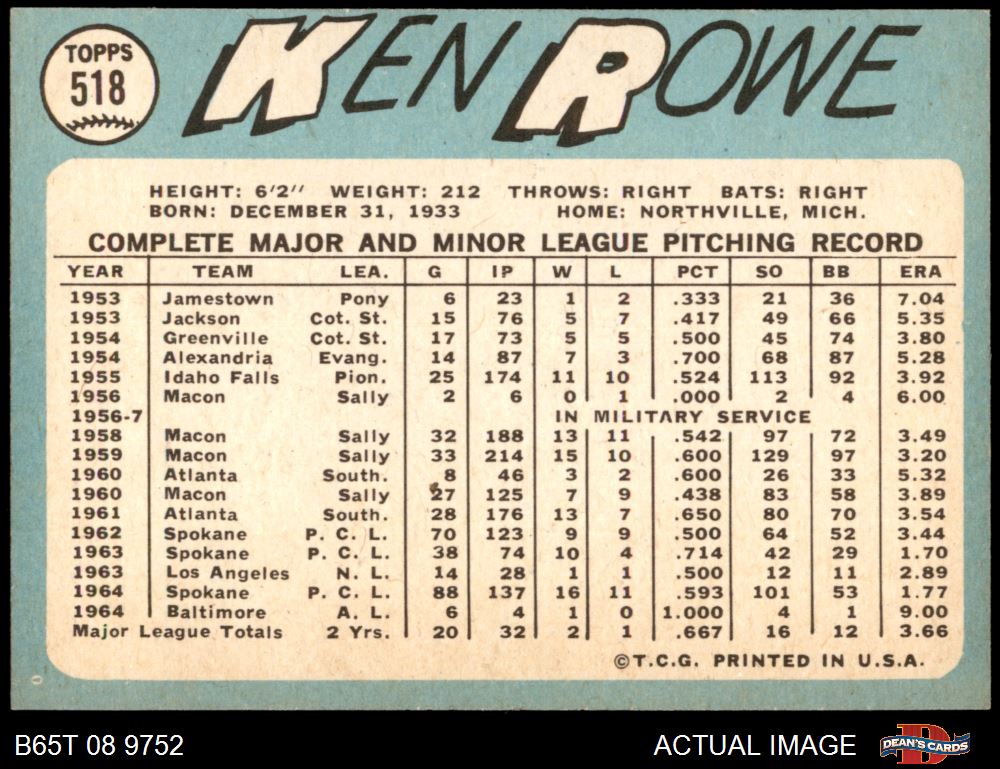 TOPPS
518
KEN ROWE
HEIGHT: 6'2" WEIGHT: 212 THROWS: RIGHT BATS: RIGHT
BORN: DECEMBER 31, 1933 HOME: NORTHVILLE, MICH.
COMPLETE MAJOR AND MINOR LEAGUE PITCHING RECORD
YEAR TEAM LEA. G IP W L PCT SO BB ERA
1953 Jamestown Pony 6 23 1 2 .333 21 36 7.04
1953 Jackson Cot. St. 15 76 5 7 .417 49 66 5.35
1954 Greenville Cot. St. 17 73 5 5 .500 45 74 3.80
1954 Alexandria Evang. 14 87 7 3 .700 68 87 5.28
1955 Idaho Falls Pion. 25 174 11 10 .524 113 92 3.92
1956 Macon Sally 2 6 0 1 .000 2 4 6.00
1956-7 IN MILITARY SERVICE
1958 Macon Sally 32 188 13 11 .542 97 72 3.49
1959 Macon Sally 33 214 15 10 .600 129 97 3.20
1960 Atlanta South. 8 46 3 2 .600 26 33 5.32
1960 Macon Sally 27 125 7 9 .438 83 58 3.89
1961 Atlanta South. 28 176 13 7 .650 80 70 3.54
1962 Spokane P. C. L. 70 123 9 9 .500 64 52 3.44
1963 Spokane P. C. L. 38 74 10 4 .714 42 29 1.70
1963 Los Angeles N. L. 14 28 1 1 .500 12 11 2.89
1964 Spokane P. C. L. 88 137 16 11 .593 101 53 1.77
1964 Baltimore A. L. 6 4 1 0 1.000 4 1 9.00
Major League Totals 2 Yrs. 20 32 2 1 .667 16 12 3.66
©T.C.G. PRINTED IN U.S.A.
B65T 08 9752 ACTUAL IMAGE DEAN'S CARDS